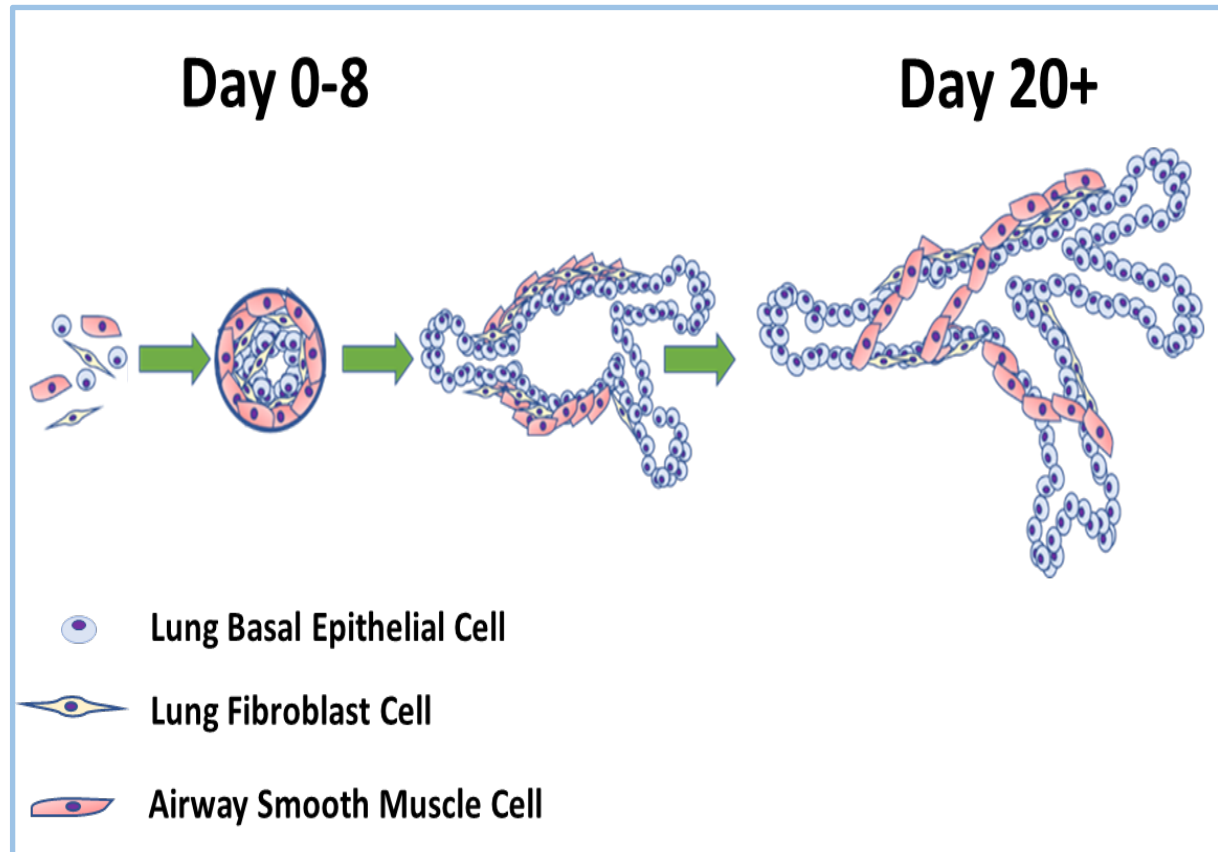 Day 0-8
Day 20+
Lung Basal Epithelial Cell
Lung Fibroblast Cell
Airway Smooth Muscle Cell